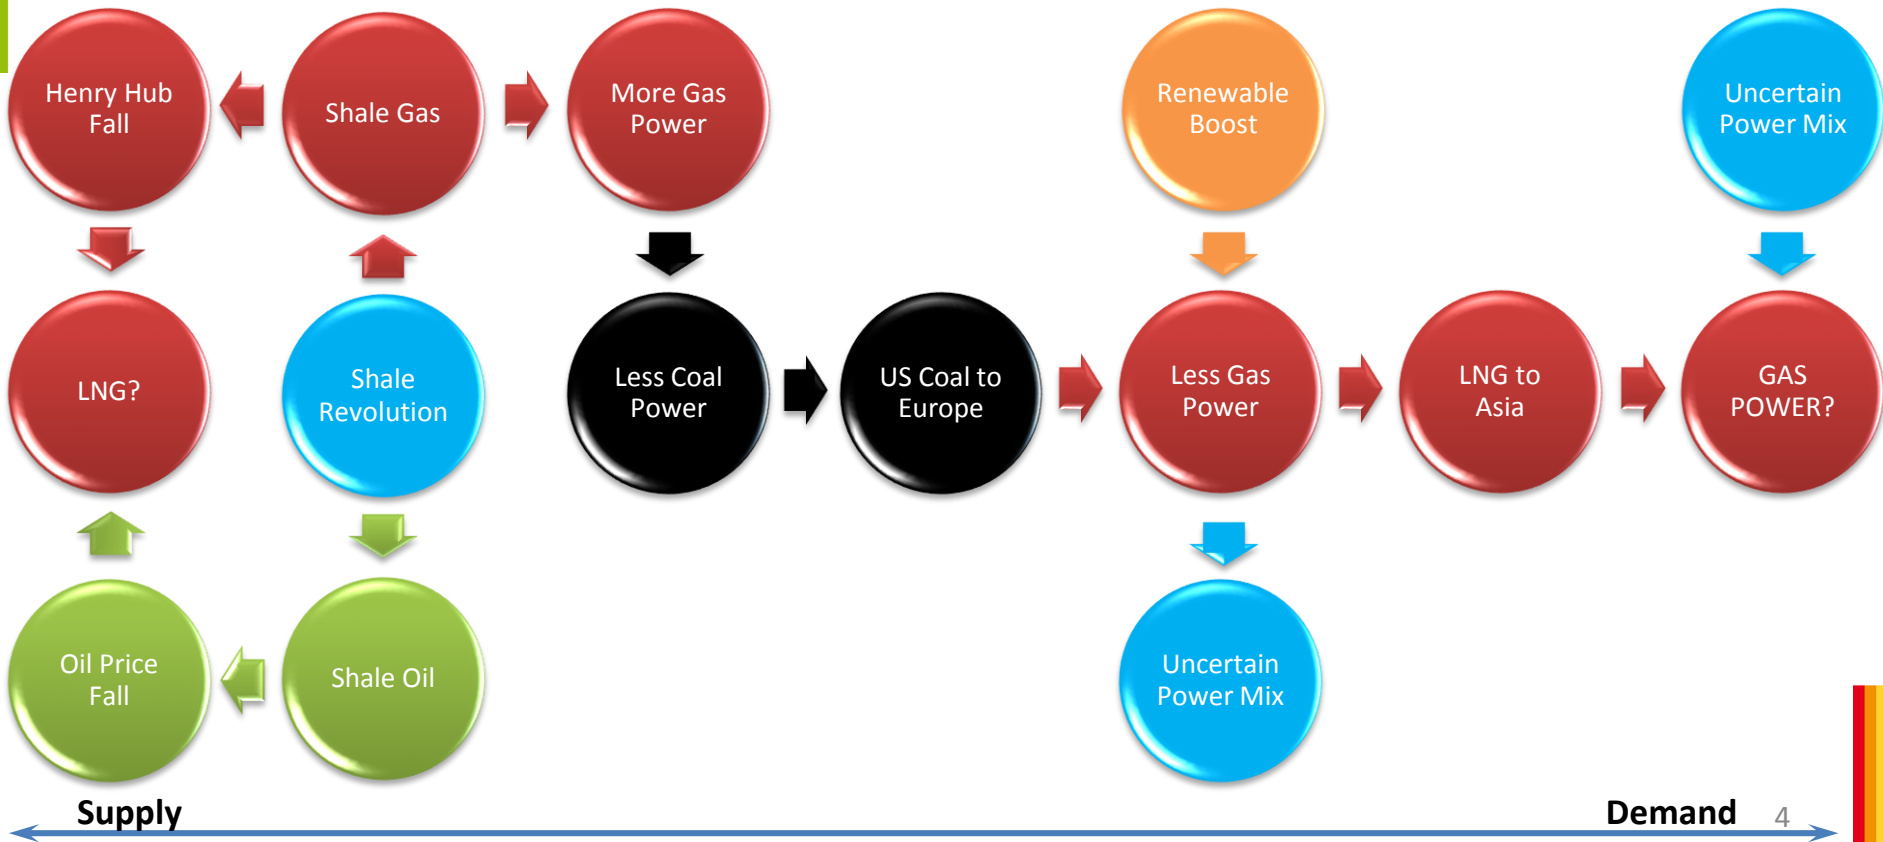 Henry Hub
Fall
Shale Gas
More Gas
Power
Renewable
Boost
Uncertain
Power Mix
LNG?
Shale
Revolution
Less Coal
Power
US Coal to
Europe
Less Gas
Power
LNG to
Asia
GAS
POWER?
Oil Price
Fall
Shale Oil
Uncertain
Power Mix
Supply
Demand
4